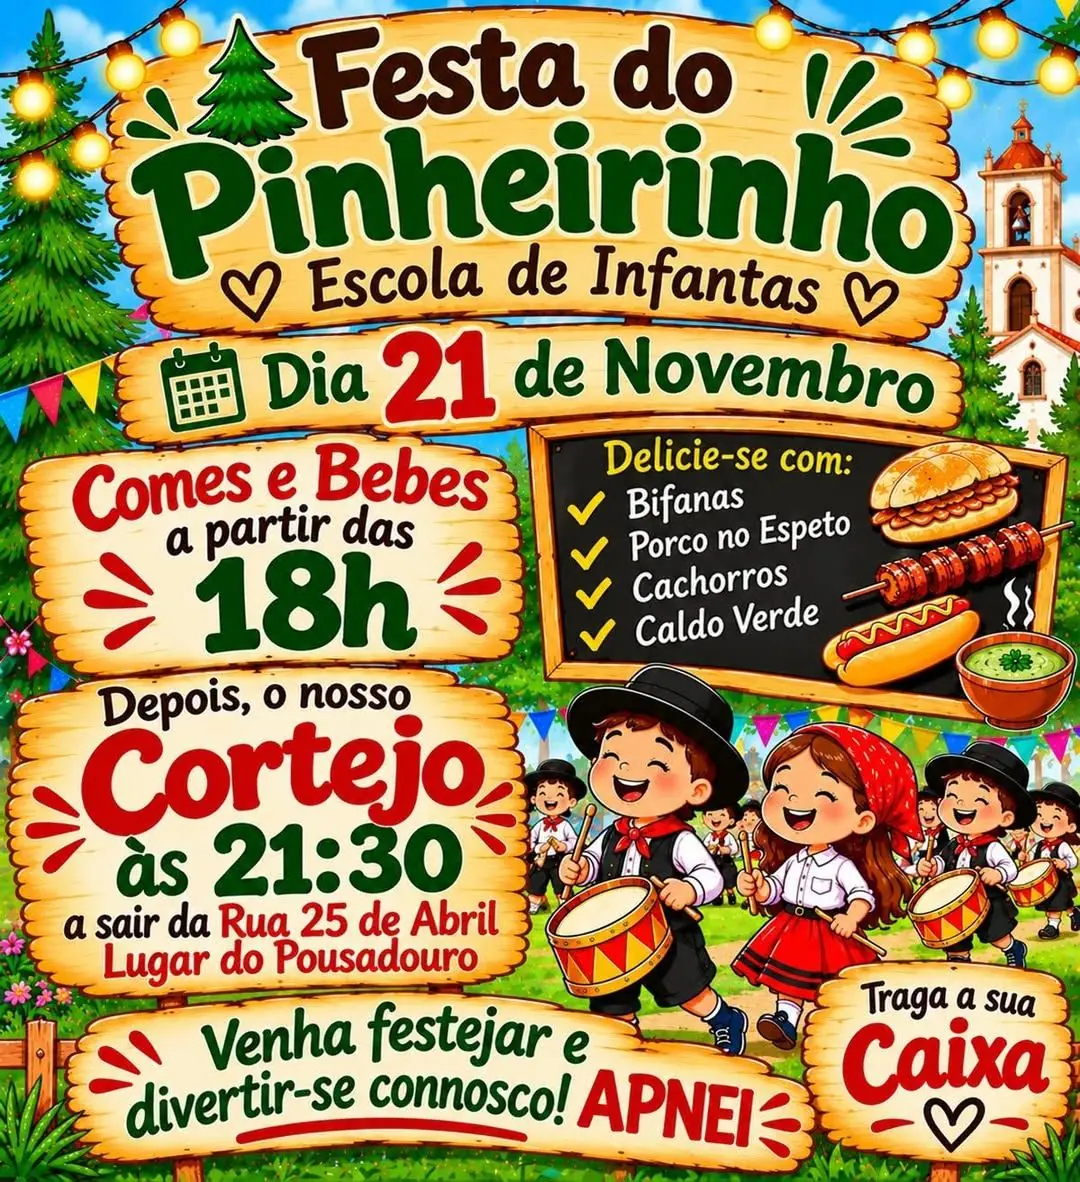 Festa do
Pinheirinho
Escola de Infantas
Dia 21 de Novembro
Comes e Bebes
a partir das
18h
Delicie-se com:
Bifanas
Porco no Espeto
Cachorros
Caldo Verde
Depois, o nosso
Cortejo
às 21:30
a sair da Rua 25 de Abril
Lugar do Pousadouro
Venha festejar e
divertir-se connosco! APNEI
Traga a sua
Caixa